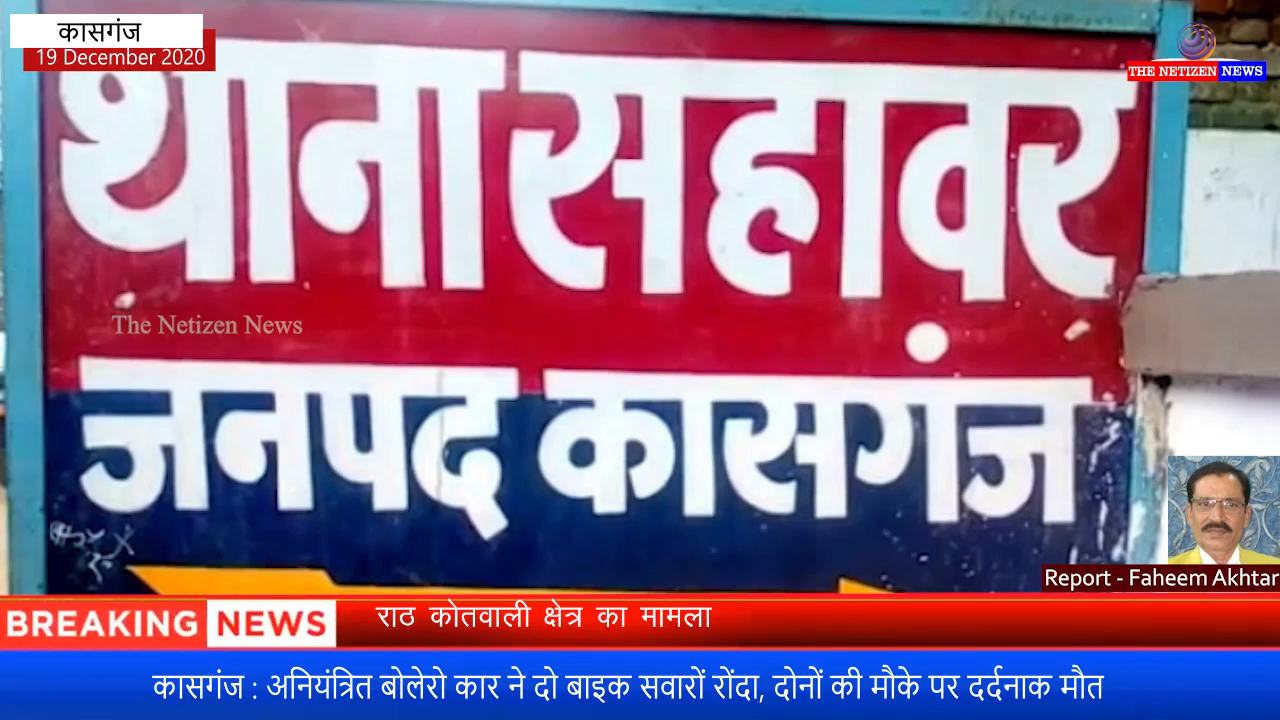 कासगंज
19 December 2020
THE NETIZEN NEWS
थाना सहावर
The Netizen News
जनपद कासगंज
Report - Faheem Akhtar
BREAKING NEWS
राठ कोतवाली क्षेत्र का मामला
कासगंज : अनियंत्रित बोलेरो कार ने दो बाइक सवारों रोंदा, दोनों की मौके पर दर्दनाक मौत